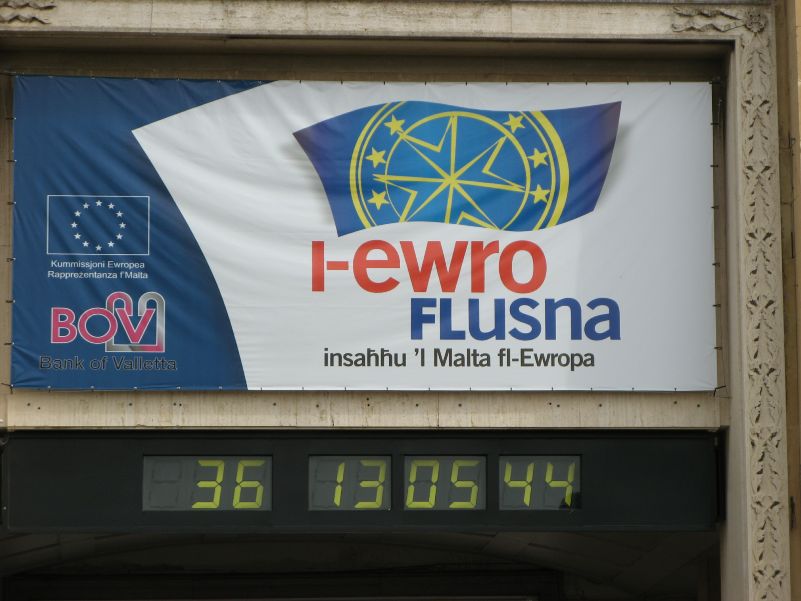 Kummissjoni Ewropea
Rappreżentanza f'Malta
BOV
Bank of Valletta
l-ewro
FLusna
insaħħu 'l Malta fl-Ewropa
36 13 05 44